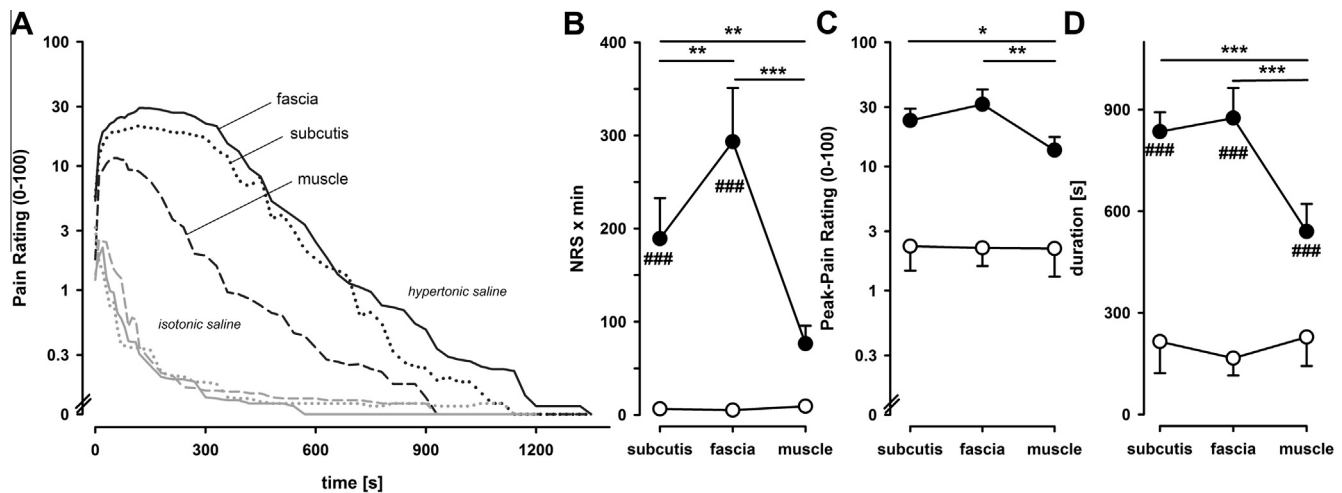 A
Pain Rating (0-100)
100
30
10
3
1
0.3
0
fascia
subcutis
muscle
hypertonic saline
isotonic saline
0 300 600 900 1200
time [s]
B
NRS x min
400
300
200
100
0
**
**
***
###
###
subcutis fascia muscle
C
Peak-Pain Rating (0-100)
100
30
10
3
1
0.3
0
*
**
subcutis fascia muscle
D
duration [s]
900
600
300
0
***
***
###
###
###
subcutis fascia muscle